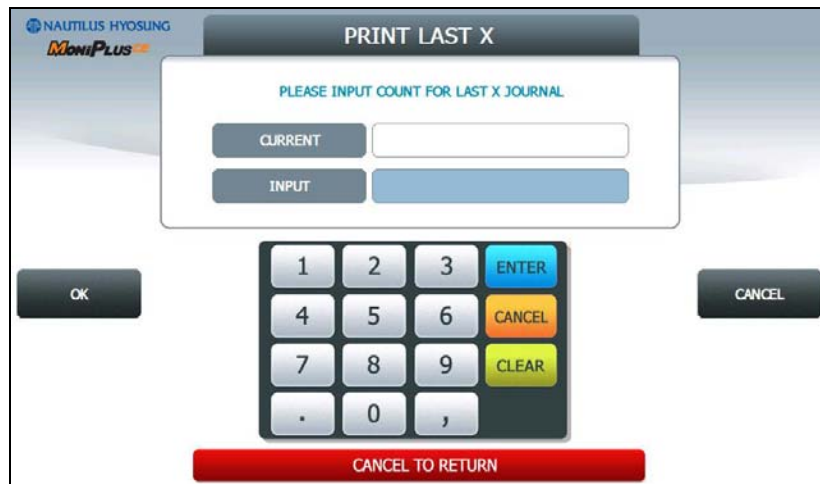 NAUTILUS HYOSUNG
MoniPlus CE
PRINT LAST X
PLEASE INPUT COUNT FOR LAST X JOURNAL
CURRENT
INPUT
1 2 3 ENTER
OK
CANCEL
4 5 6 CANCEL
7 8 9 CLEAR
. 0 ,
CANCEL TO RETURN